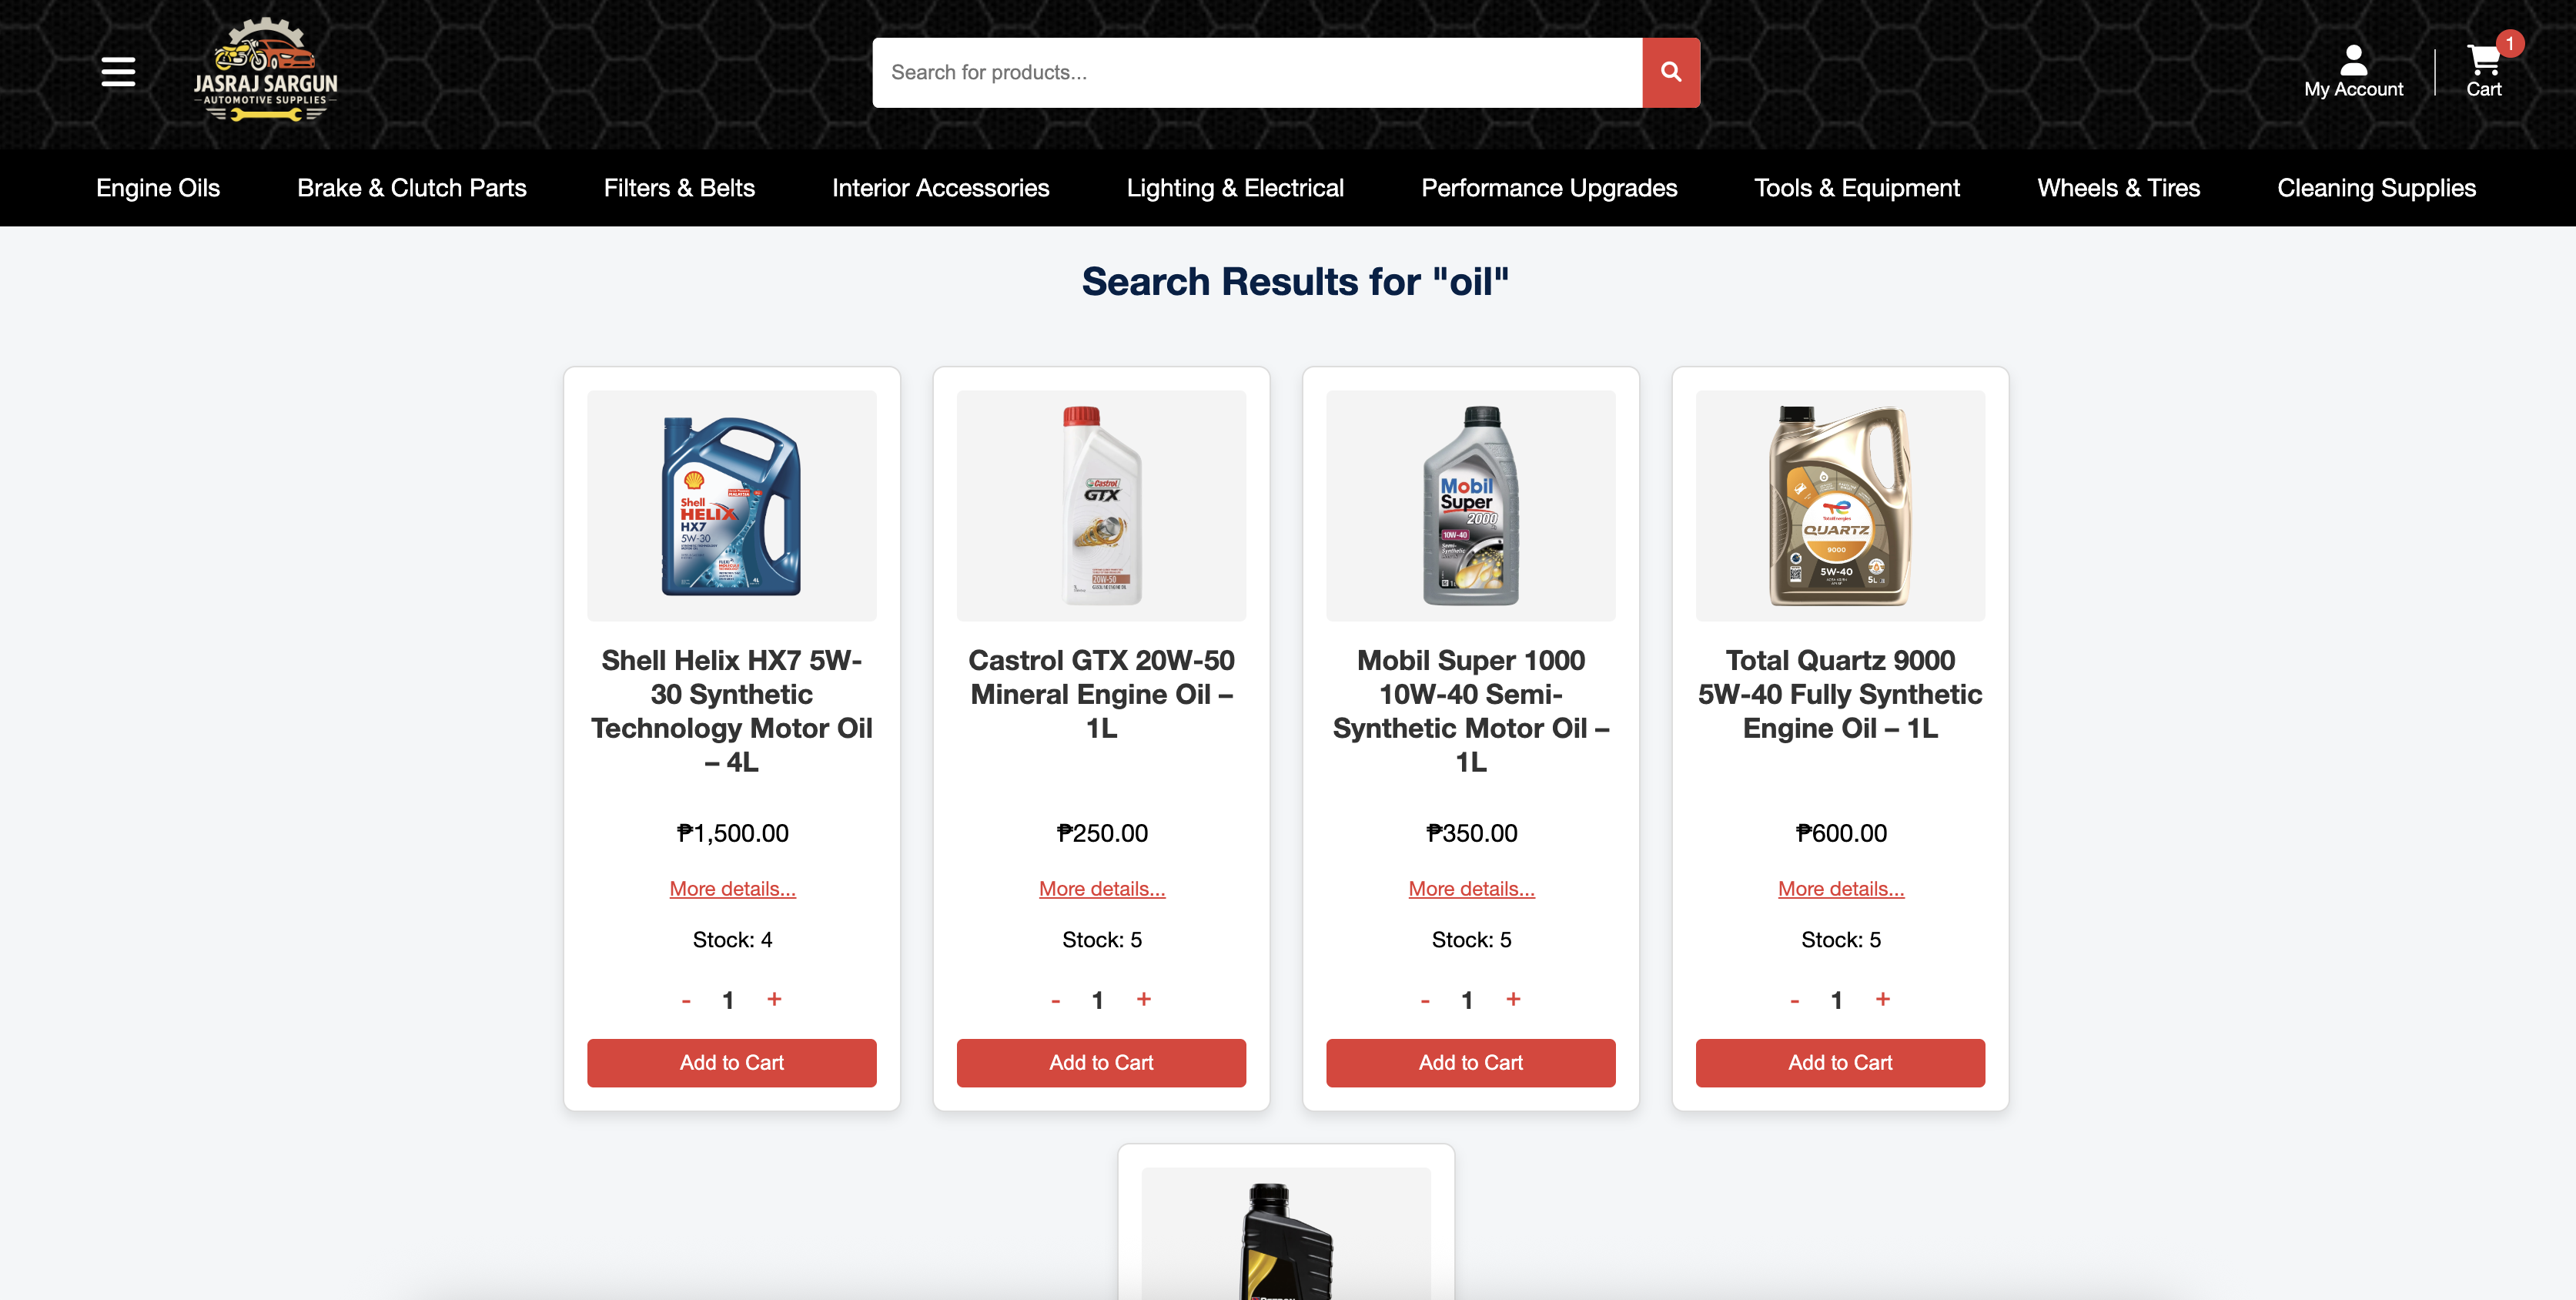 JASRAJ SARGUN
AUTOMOTIVE SUPPLIES
Search for products...
My Account
1
Cart
Engine Oils
Brake & Clutch Parts
Filters & Belts
Interior Accessories
Lighting & Electrical
Performance Upgrades
Tools & Equipment
Wheels & Tires
Cleaning Supplies
Search Results for "oil"
Shell
HELIX
HX7
5W-30
4L
Shell Helix HX7 5W-
30 Synthetic
Technology Motor Oil
– 4L
₱1,500.00
More details...
Stock: 4
- 1 +
Add to Cart
Castrol
GTX
20W-50
Castrol GTX 20W-50
Mineral Engine Oil –
1L
₱250.00
More details...
Stock: 5
- 1 +
Add to Cart
Mobil
Super
2000
10W-40
Semi-
Synthetic
Mobil Super 1000
10W-40 Semi-
Synthetic Motor Oil –
1L
₱350.00
More details...
Stock: 5
- 1 +
Add to Cart
TotalEnergies
QUARTZ
9000
5W-40
5L
Total Quartz 9000
5W-40 Fully Synthetic
Engine Oil – 1L
₱600.00
More details...
Stock: 5
- 1 +
Add to Cart